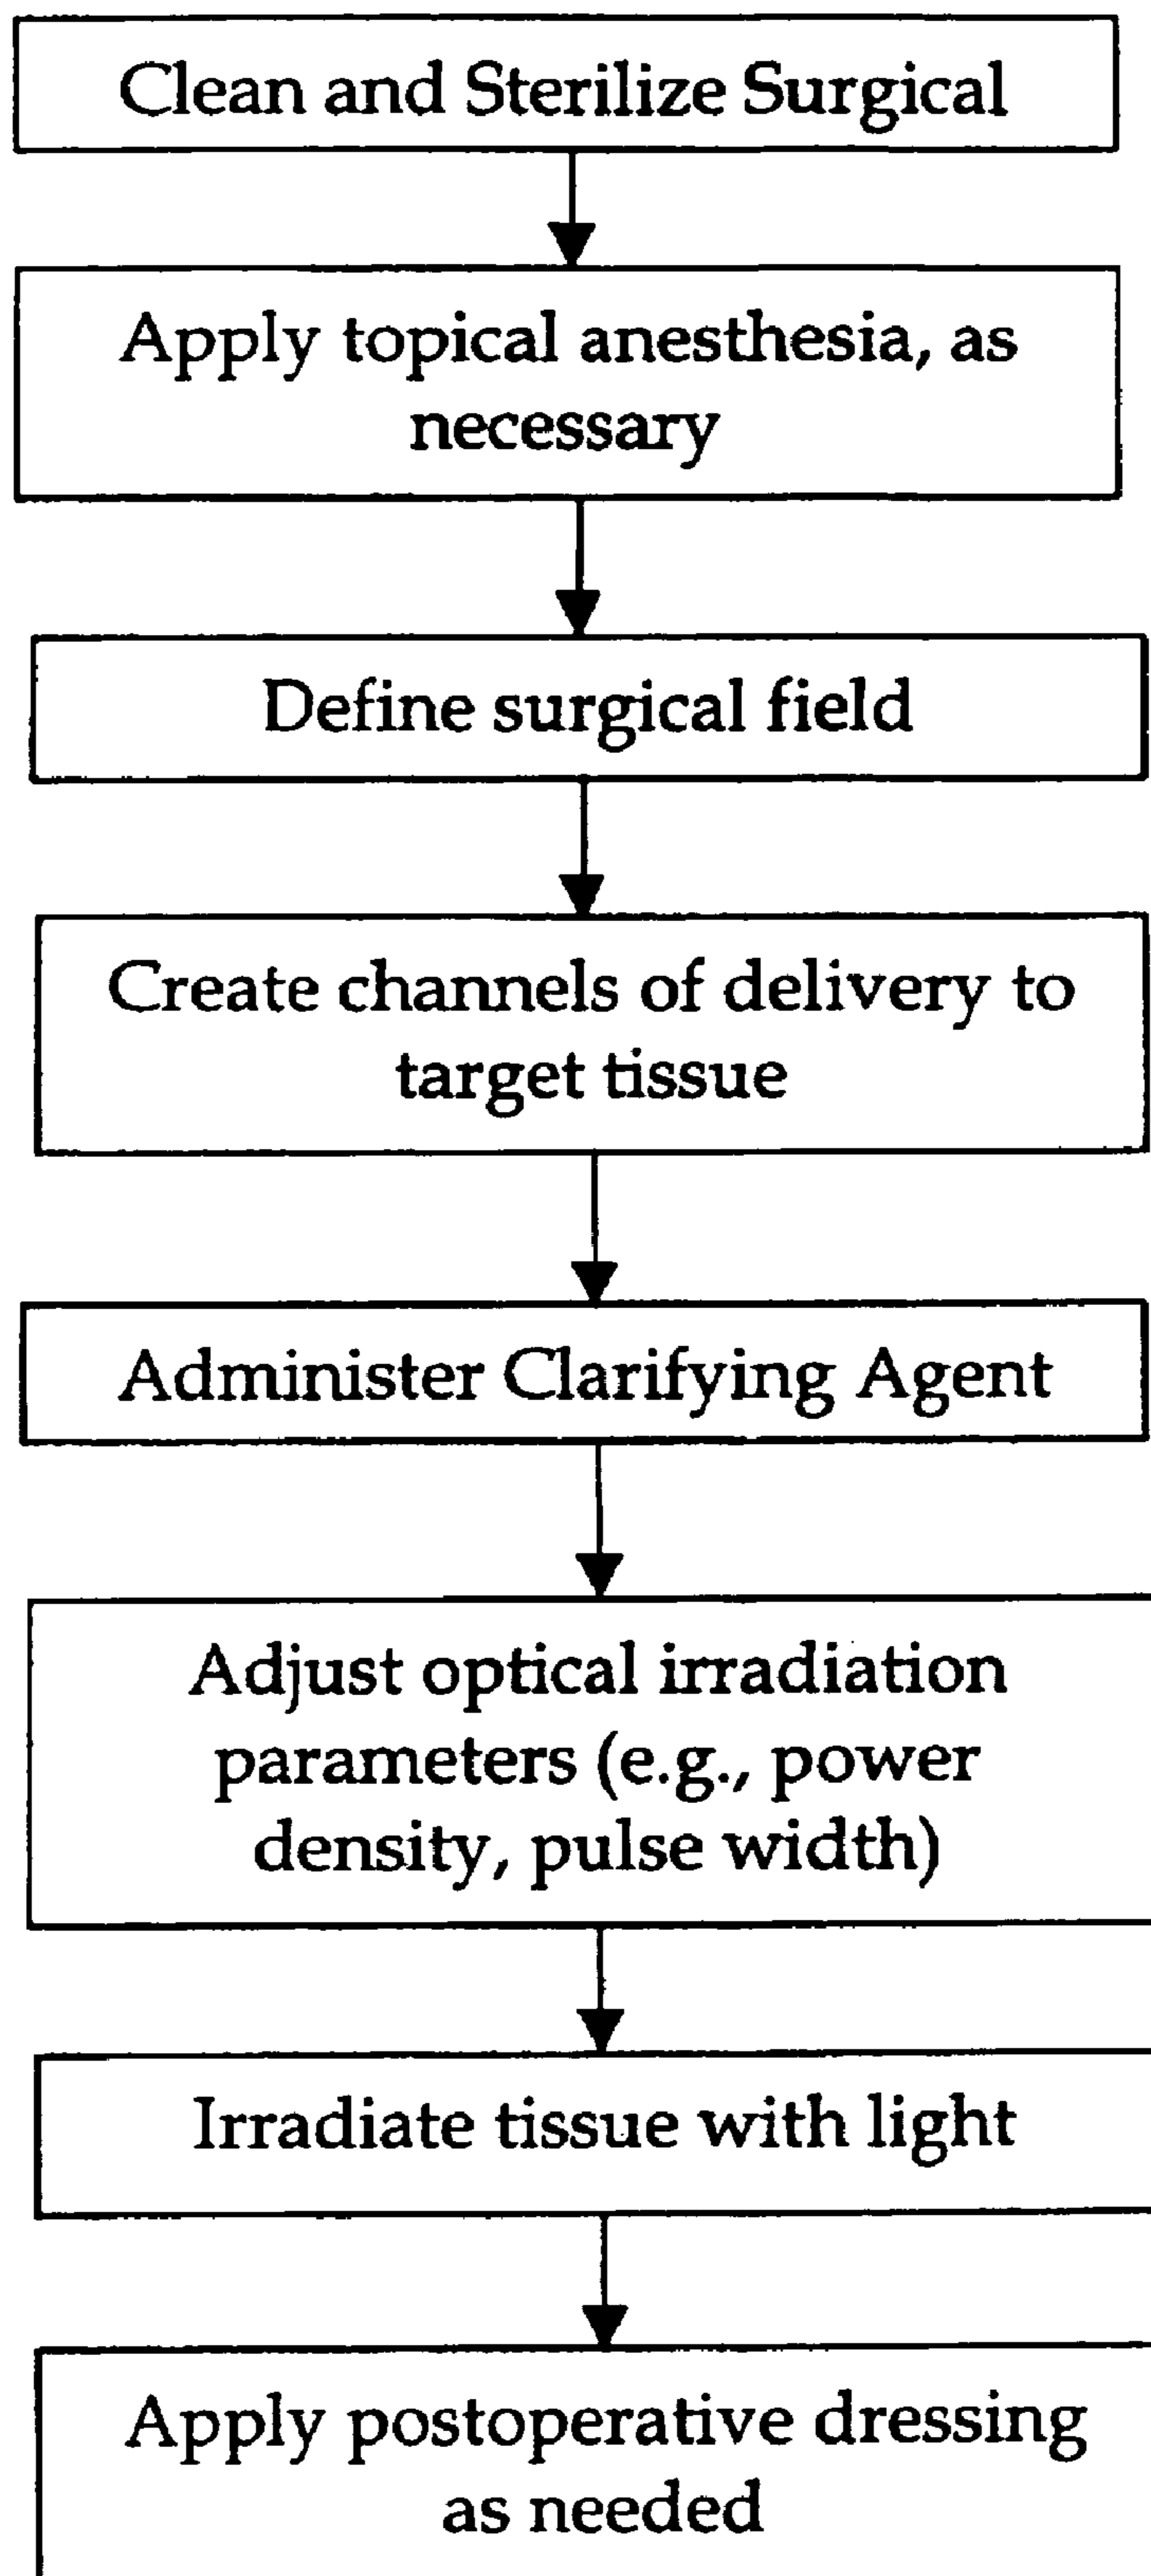 Clean and Sterilize Surgical
Apply topical anesthesia, as
necessary
Define surgical field
Create channels of delivery to
target tissue
Administer Clarifying Agent
Adjust optical irradiation
parameters (e.g., power
density, pulse width)
Irradiate tissue with light
Apply postoperative dressing
as needed